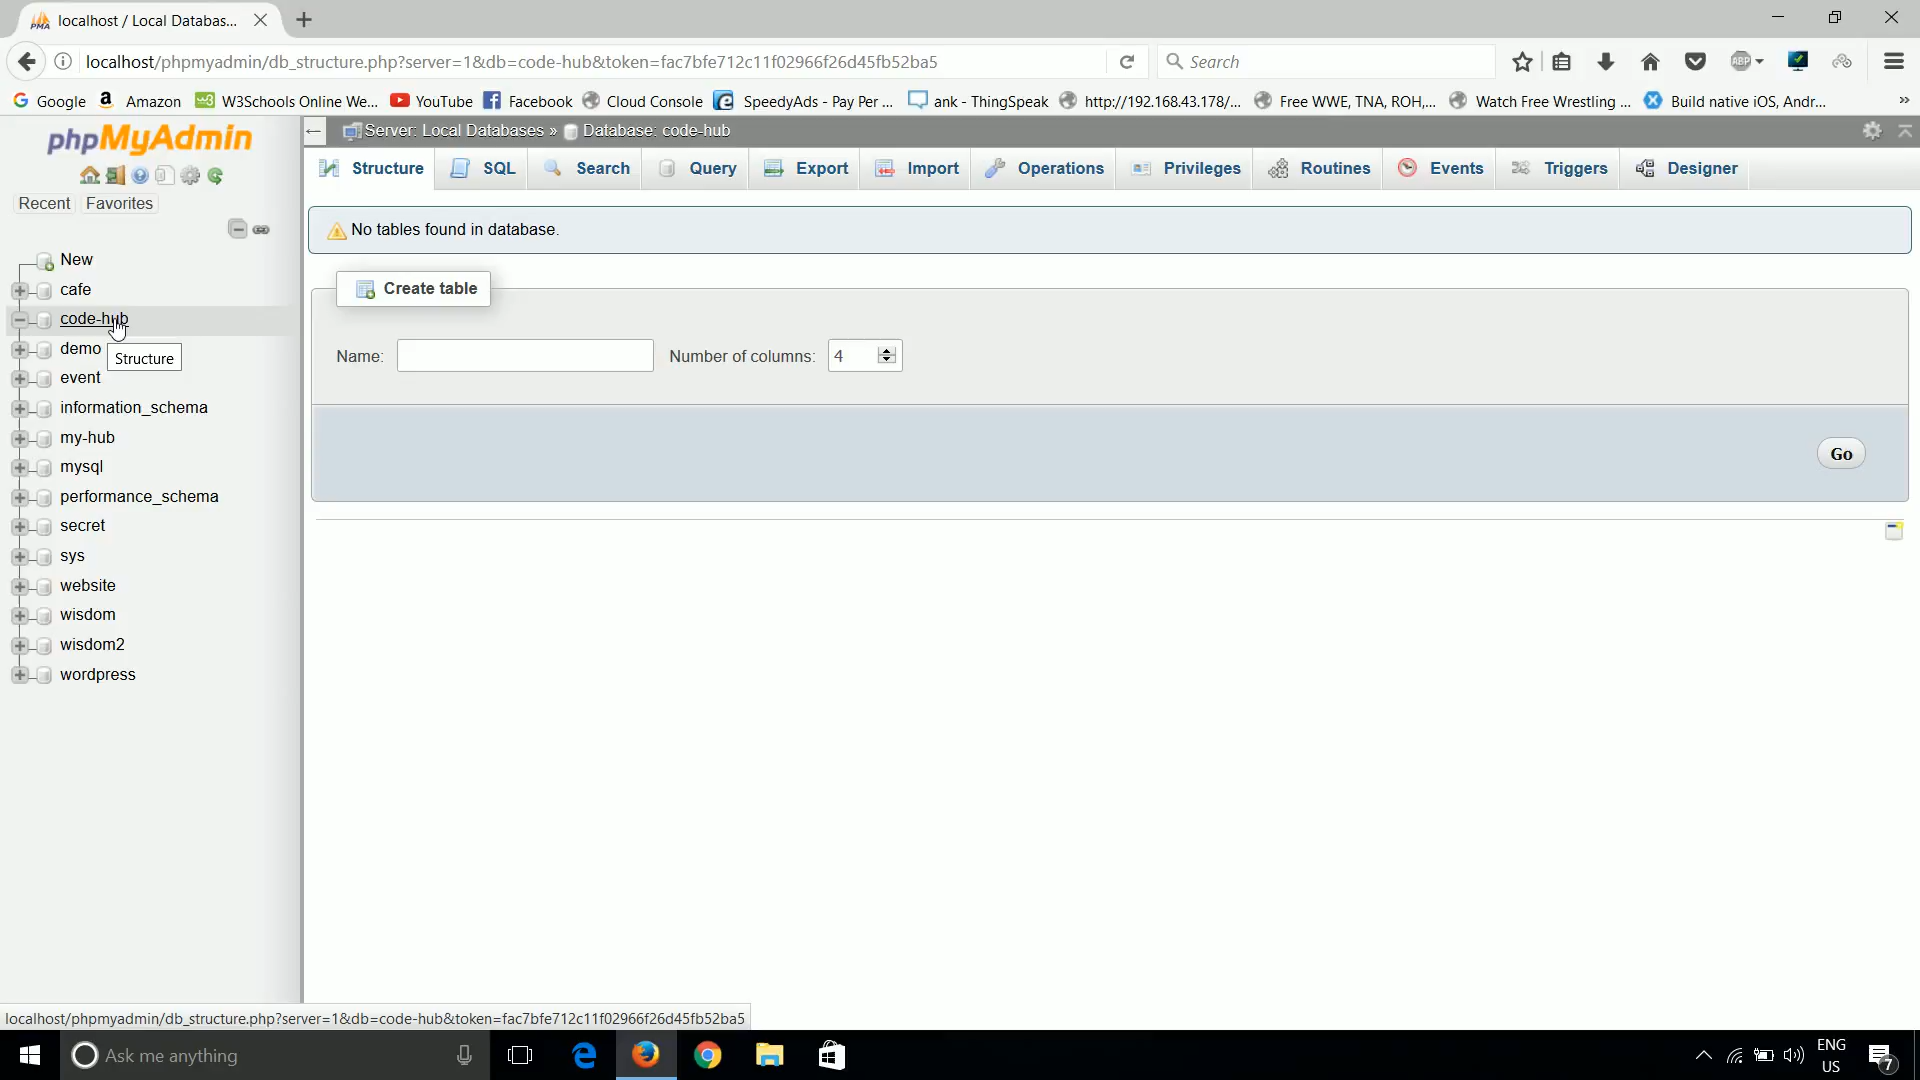 localhost / Local Databas...
localhost/phpmyadmin/db_structure.php?server=1&db=code-hub&token=fac7bfe712c11f02966f26d45fb52ba5
Search
ABP
Google
Amazon
W3Schools Online We...
YouTube
Facebook
Cloud Console
SpeedyAds - Pay Per ...
ank - ThingSpeak
http://192.168.43.178/...
Free WWE, TNA, ROH,...
Watch Free Wrestling ...
Build native iOS, Andr...
phpMyAdmin
Recent
Favorites
New
cafe
code-hub
demo
Structure
event
information_schema
my-hub
mysql
performance_schema
secret
sys
website
wisdom
wisdom2
wordpress
Server: Local Databases » Database: code-hub
Structure
SQL
Search
Query
Export
Import
Operations
Privileges
Routines
Events
Triggers
Designer
No tables found in database.
Create table
Name:
Number of columns: 4
Go
localhost/phpmyadmin/db_structure.php?server=1&db=code-hub&token=fac7bfe712c11f02966f26d45fb52ba5
Ask me anything
ENG
US
7